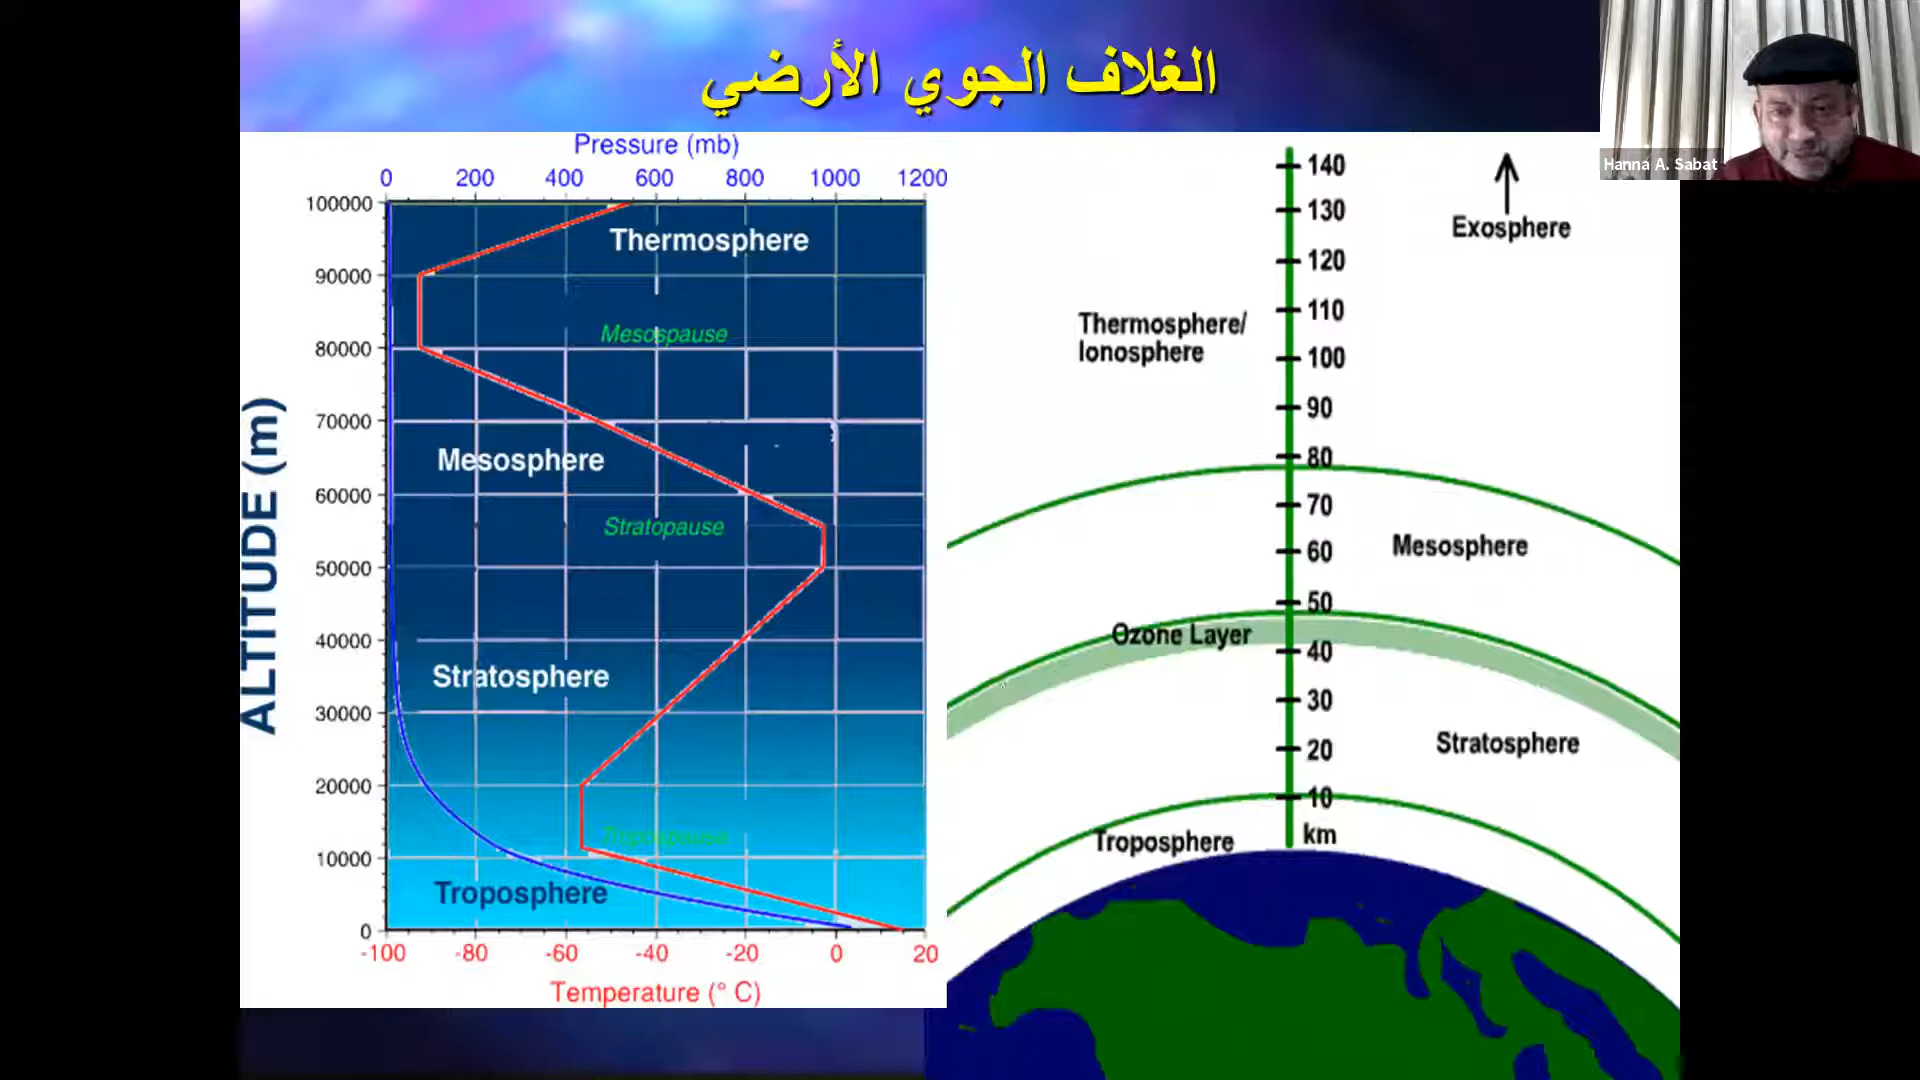 الغلاف الجوي الأرضي
Hanna A. Sabat
Pressure (mb)
0 200 400 600 800 1000 1200
ALTITUDE (m)
100000
90000
80000
70000
60000
50000
40000
30000
20000
10000
0
Thermosphere
Mesospause
Mesosphere
Stratopause
Stratosphere
Tropospause
Troposphere
-100 -80 -60 -40 -20 0 20
Temperature (° C)
140
130
120
110
100
90
80
70
60
50
40
30
20
10
km
Exosphere
Thermosphere/
Ionosphere
Mesosphere
Ozone Layer
Stratosphere
Troposphere